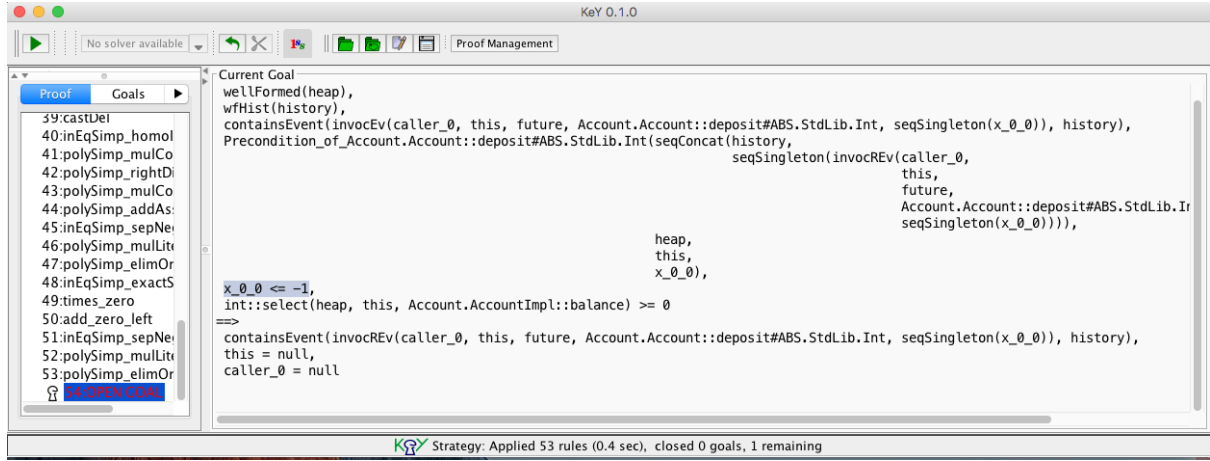 KeY 0.1.0
No solver available
Proof Management
Proof Goals
39:castDel
40:inEqSimp_homol
41:polySimp_mulCo
42:polySimp_rightDi
43:polySimp_mulCo
44:polySimp_addAs
45:inEqSimp_sepNe
46:polySimp_mulLit
47:polySimp_elimOr
48:inEqSimp_exactS
49:times_zero
50:add_zero_left
51:inEqSimp_sepNe
52:polySimp_mulLit
53:polySimp_elimOr
54:OPEN GOAL
Current Goal
wellFormed(heap),
wfHist(history),
containsEvent(invocEv(caller_0, this, future, Account.Account::deposit#ABS.StdLib.Int, seqSingleton(x_0_0)), history),
Precondition_of_Account.Account::deposit#ABS.StdLib.Int(seqConcat(history,
seqSingleton(invocREv(caller_0,
this,
future,
Account.Account::deposit#ABS.StdLib.Ir
seqSingleton(x_0_0)))),
heap,
this,
x_0_0),
x_0_0 <= -1,
int::select(heap, this, Account.AccountImpl::balance) >= 0
==>
containsEvent(invocREv(caller_0, this, future, Account.Account::deposit#ABS.StdLib.Int, seqSingleton(x_0_0)), history),
this = null,
caller_0 = null
KeY Strategy: Applied 53 rules (0.4 sec), closed 0 goals, 1 remaining